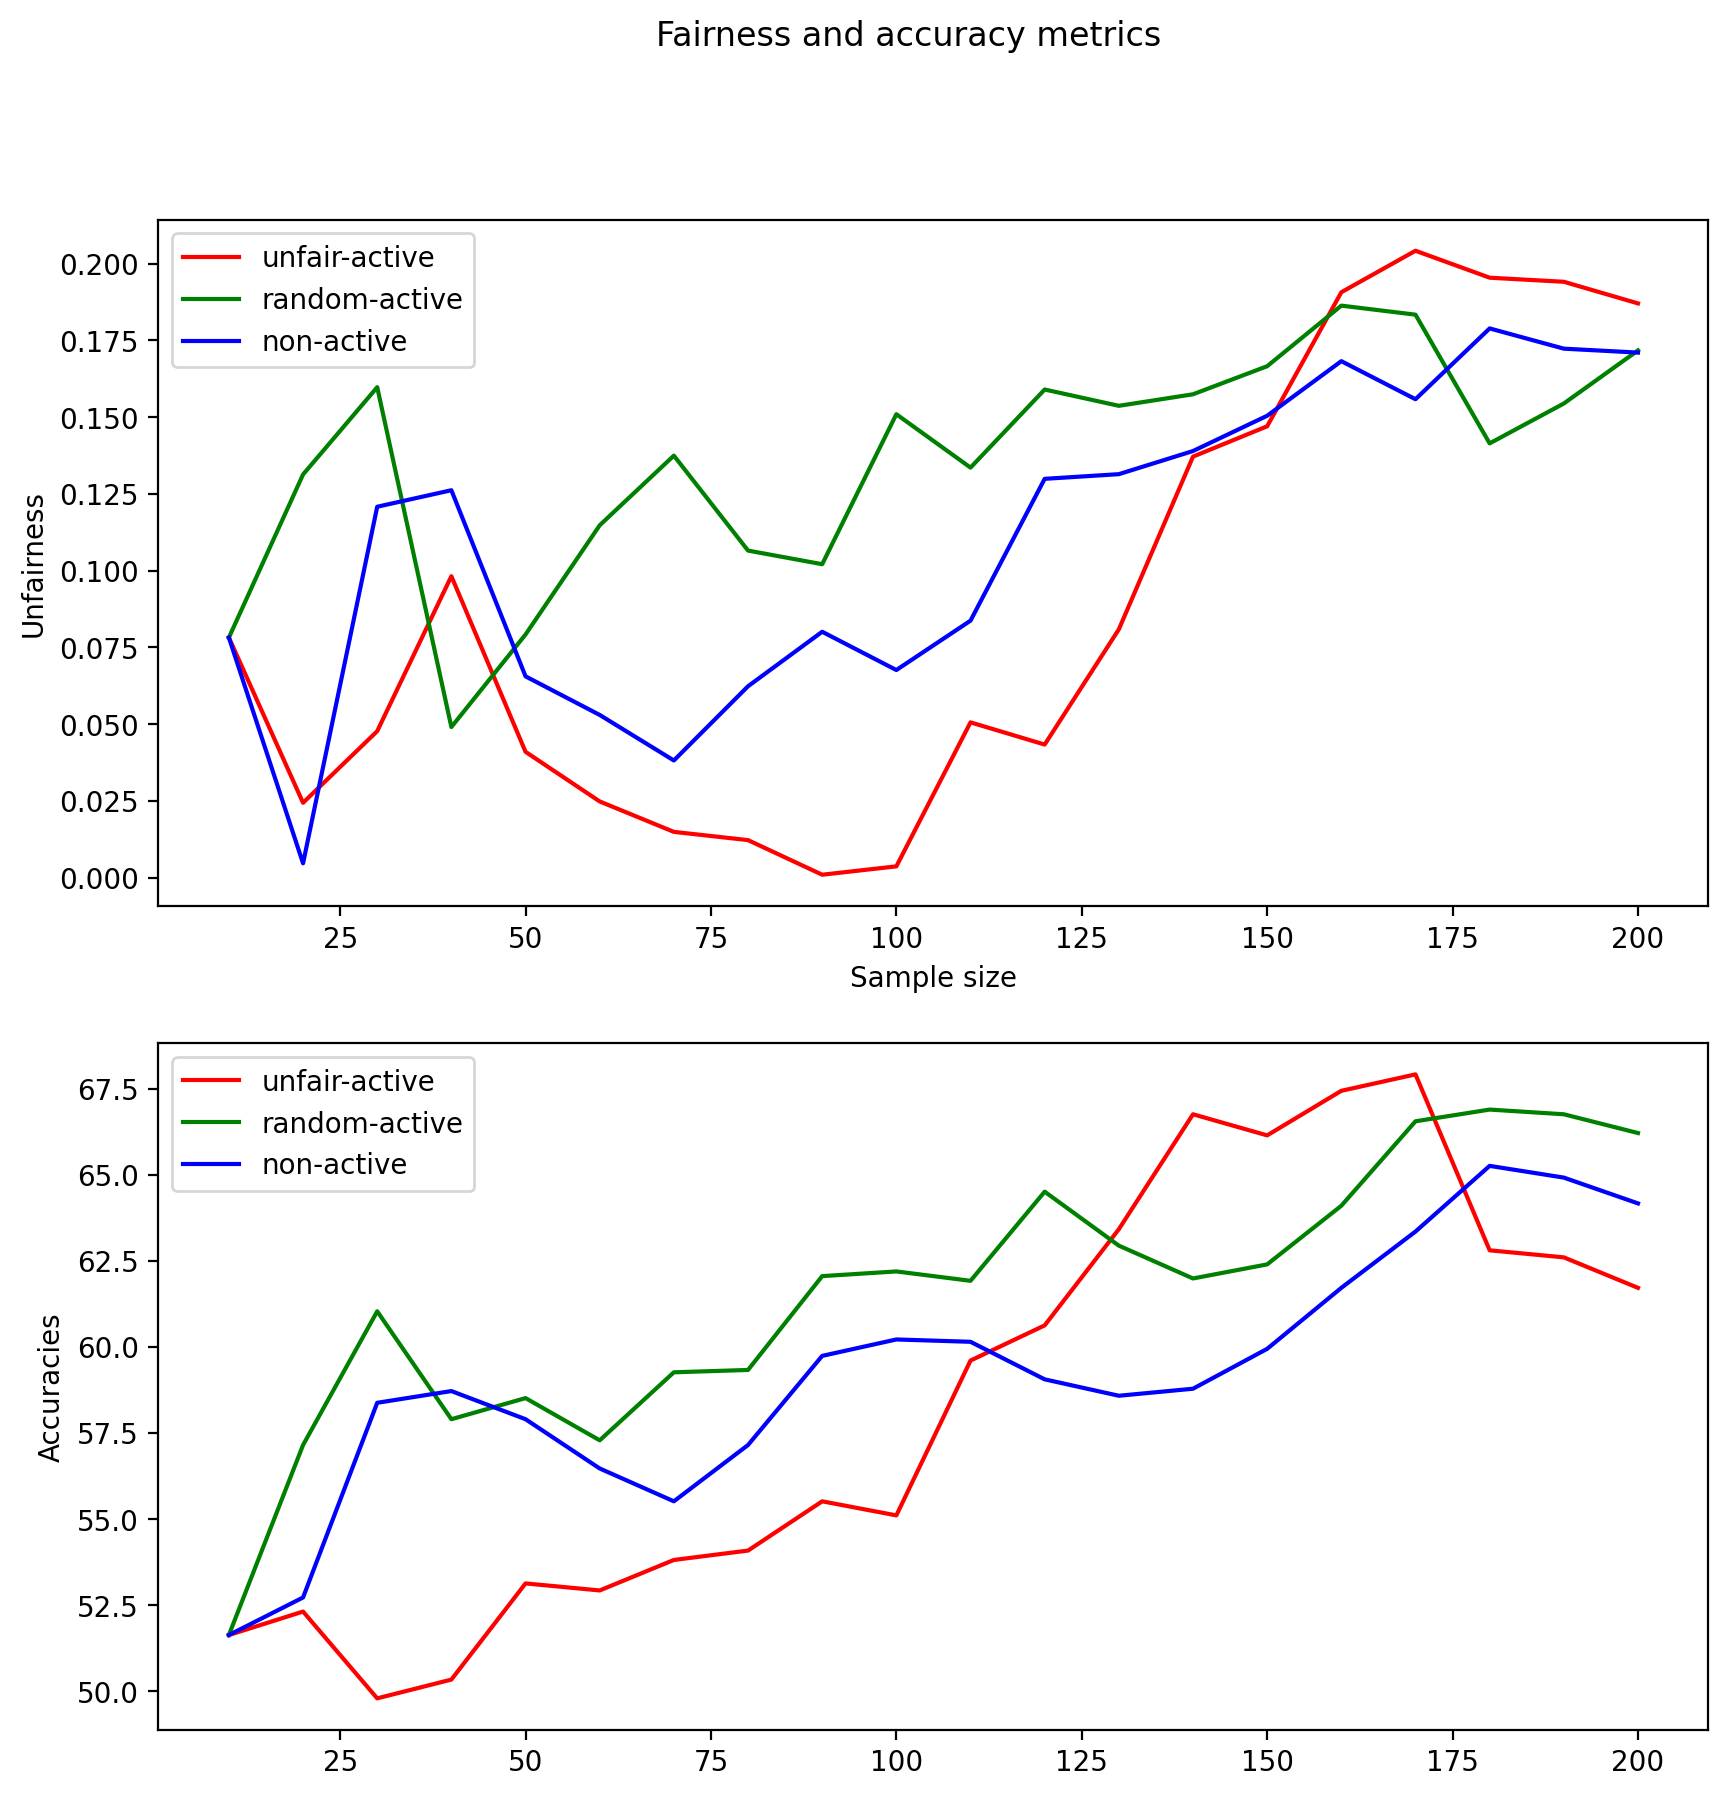 Fairness and accuracy metrics
unfair-active
random-active
non-active
0.200
0.175
0.150
0.125
0.100
0.075
0.050
0.025
0.000
Unfairness
25 50 75 100 125 150 175 200
Sample size
unfair-active
random-active
non-active
67.5
65.0
62.5
60.0
57.5
55.0
52.5
50.0
Accuracies
25 50 75 100 125 150 175 200